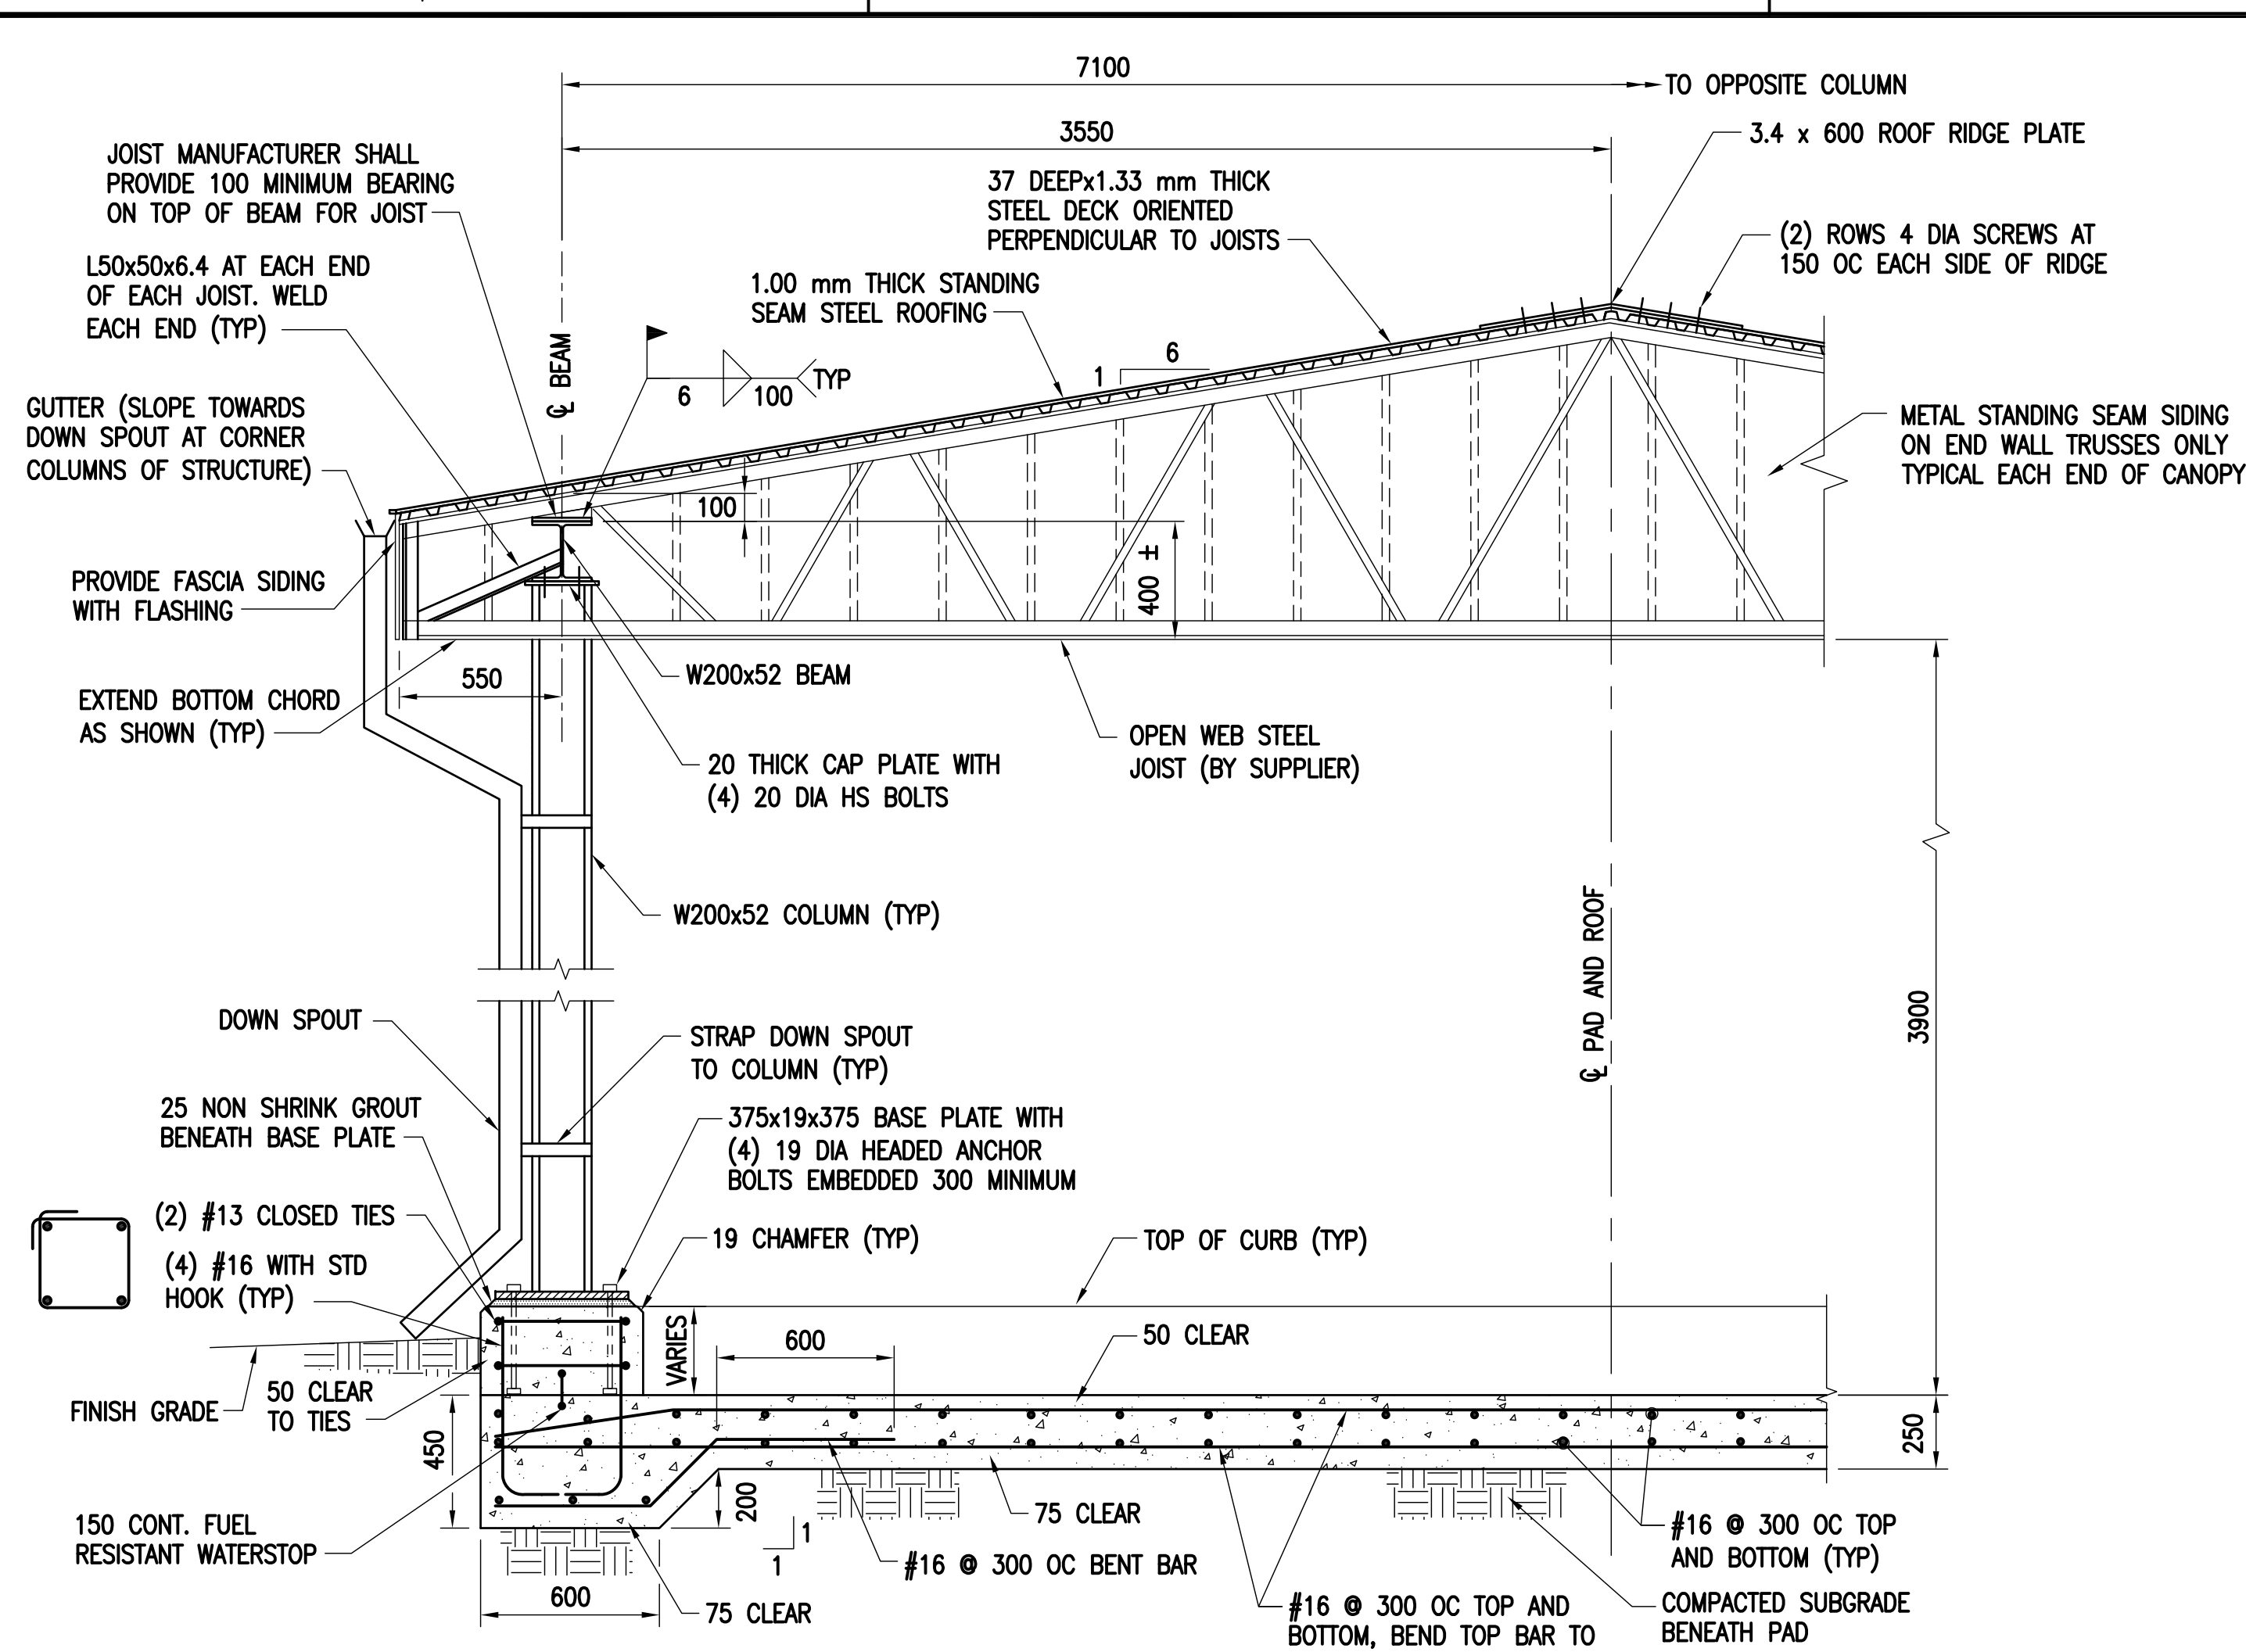 7100
TO OPPOSITE COLUMN
3550
3.4 x 600 ROOF RIDGE PLATE
JOIST MANUFACTURER SHALL
PROVIDE 100 MINIMUM BEARING
ON TOP OF BEAM FOR JOIST
37 DEEPx1.33 mm THICK
STEEL DECK ORIENTED
PERPENDICULAR TO JOISTS
(2) ROWS 4 DIA SCREWS AT
150 OC EACH SIDE OF RIDGE
L50x50x6.4 AT EACH END
OF EACH JOIST. WELD
EACH END (TYP)
1.00 mm THICK STANDING
SEAM STEEL ROOFING
℄ BEAM
6
100
TYP
1
6
GUTTER (SLOPE TOWARDS
DOWN SPOUT AT CORNER
COLUMNS OF STRUCTURE)
METAL STANDING SEAM SIDING
ON END WALL TRUSSES ONLY
TYPICAL EACH END OF CANOPY
100
400 ±
PROVIDE FASCIA SIDING
WITH FLASHING
550
W200x52 BEAM
EXTEND BOTTOM CHORD
AS SHOWN (TYP)
OPEN WEB STEEL
JOIST (BY SUPPLIER)
20 THICK CAP PLATE WITH
(4) 20 DIA HS BOLTS
W200x52 COLUMN (TYP)
℄ PAD AND ROOF
3900
DOWN SPOUT
STRAP DOWN SPOUT
TO COLUMN (TYP)
25 NON SHRINK GROUT
BENEATH BASE PLATE
375x19x375 BASE PLATE WITH
(4) 19 DIA HEADED ANCHOR
BOLTS EMBEDDED 300 MINIMUM
(2) #13 CLOSED TIES
19 CHAMFER (TYP)
TOP OF CURB (TYP)
(4) #16 WITH STD
HOOK (TYP)
VARIES
600
50 CLEAR
FINISH GRADE
50 CLEAR
TO TIES
450
250
200
75 CLEAR
150 CONT. FUEL
RESISTANT WATERSTOP
1
1
#16 @ 300 OC BENT BAR
#16 @ 300 OC TOP
AND BOTTOM (TYP)
600
75 CLEAR
#16 @ 300 OC TOP AND
BOTTOM, BEND TOP BAR TO
COMPACTED SUBGRADE
BENEATH PAD